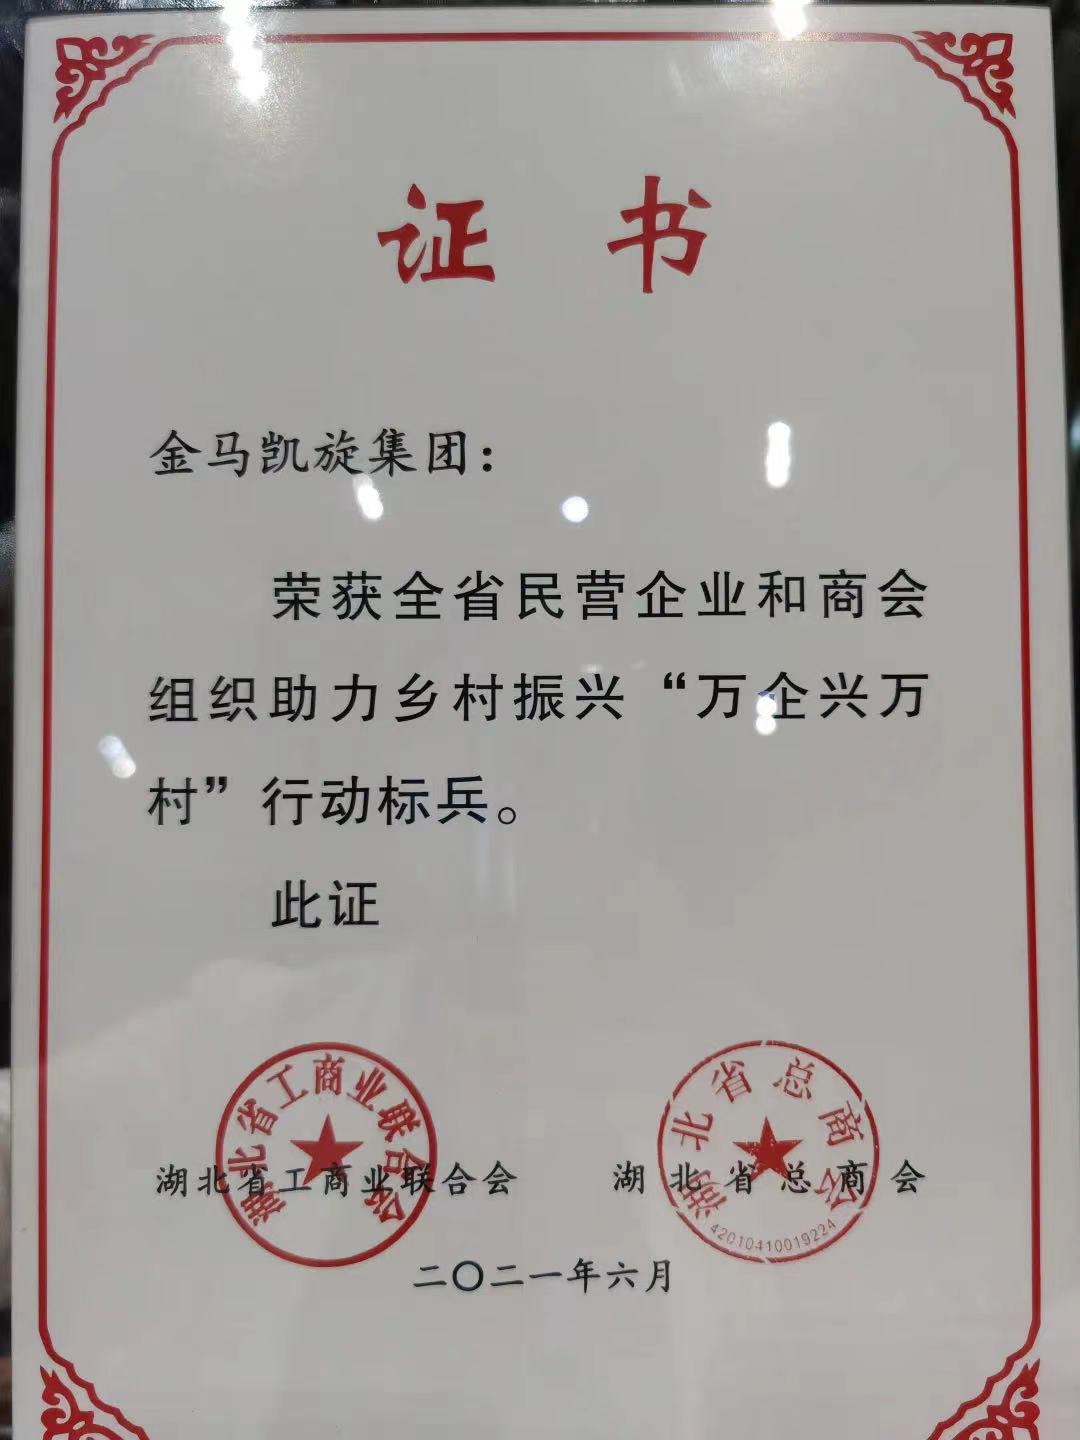 证书
金马凯旋集团：
荣获全省民营企业和商会
组织助力乡村振兴“万企兴万
村”行动标兵。
此证
湖北省工商业联合会
湖北省总商会
湖北省工商业联合会
湖北省总商会
42010410019224
二〇二一年六月